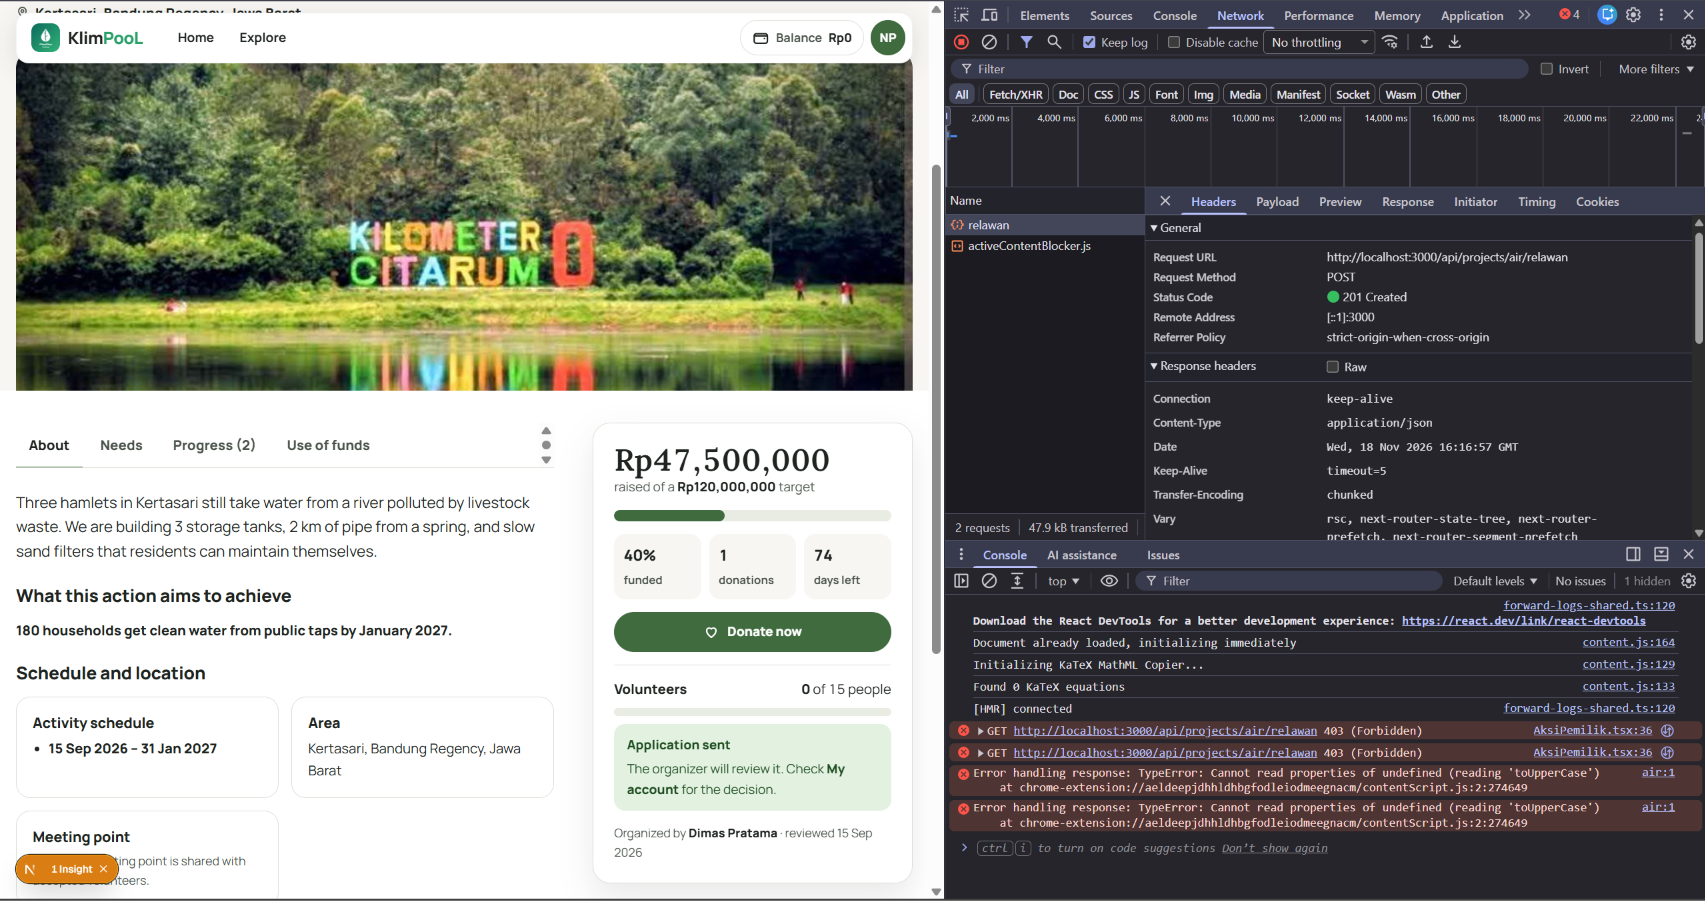 Kertasari, Bandung Regency, Jawa Barat
KlimPooL
Home
Explore
Balance Rp0
NP
KILOMETER 0
CITARUM
About
Needs
Progress (2)
Use of funds
Three hamlets in Kertasari still take water from a river polluted by livestock
waste. We are building 3 storage tanks, 2 km of pipe from a spring, and slow
sand filters that residents can maintain themselves.
What this action aims to achieve
180 households get clean water from public taps by January 2027.
Schedule and location
Activity schedule
• 15 Sep 2026 – 31 Jan 2027
Area
Kertasari, Bandung Regency, Jawa
Barat
Meeting point
ting point is shared with
nteers.
N 1 Insight ×
Rp47,500,000
raised of a Rp120,000,000 target
40%
funded
1
donations
74
days left
Donate now
Volunteers
0 of 15 people
Application sent
The organizer will review it. Check My
account for the decision.
Organized by Dimas Pratama · reviewed 15 Sep
2026
Elements
Sources
Console
Network
Performance
Memory
Application
4
Keep log
Disable cache
No throttling
Filter
Invert
More filters
All
Fetch/XHR
Doc
CSS
JS
Font
Img
Media
Manifest
Socket
Wasm
Other
2,000 ms
4,000 ms
6,000 ms
8,000 ms
10,000 ms
12,000 ms
14,000 ms
16,000 ms
18,000 ms
20,000 ms
22,000 ms
Name
relawan
activeContentBlocker.js
2 requests
47.9 kB transferred
Headers
Payload
Preview
Response
Initiator
Timing
Cookies
General
Request URL http://localhost:3000/api/projects/air/relawan
Request Method POST
Status Code 201 Created
Remote Address [::1]:3000
Referrer Policy strict-origin-when-cross-origin
Response headers
Raw
Connection keep-alive
Content-Type application/json
Date Wed, 18 Nov 2026 16:16:57 GMT
Keep-Alive timeout=5
Transfer-Encoding chunked
Vary rsc, next-router-state-tree, next-router-
prefetch, next-router-segment-prefetch
Console
AI assistance
Issues
top
Filter
Default levels
No issues
1 hidden
forward-logs-shared.ts:120
Download the React DevTools for a better development experience: https://react.dev/link/react-devtools
Document already loaded, initializing immediately content.js:164
Initializing KaTeX MathML Copier... content.js:129
Found 0 KaTeX equations content.js:133
[HMR] connected forward-logs-shared.ts:120
GET http://localhost:3000/api/projects/air/relawan 403 (Forbidden) AksiPemilik.tsx:36
GET http://localhost:3000/api/projects/air/relawan 403 (Forbidden) AksiPemilik.tsx:36
Error handling response: TypeError: Cannot read properties of undefined (reading 'toUpperCase') air:1
at chrome-extension://aeldeepjdhhldhbgfodleiodmeegnacm/contentScript.js:2:274649
Error handling response: TypeError: Cannot read properties of undefined (reading 'toUpperCase') air:1
at chrome-extension://aeldeepjdhhldhbgfodleiodmeegnacm/contentScript.js:2:274649
ctrl i to turn on code suggestions Don't show again